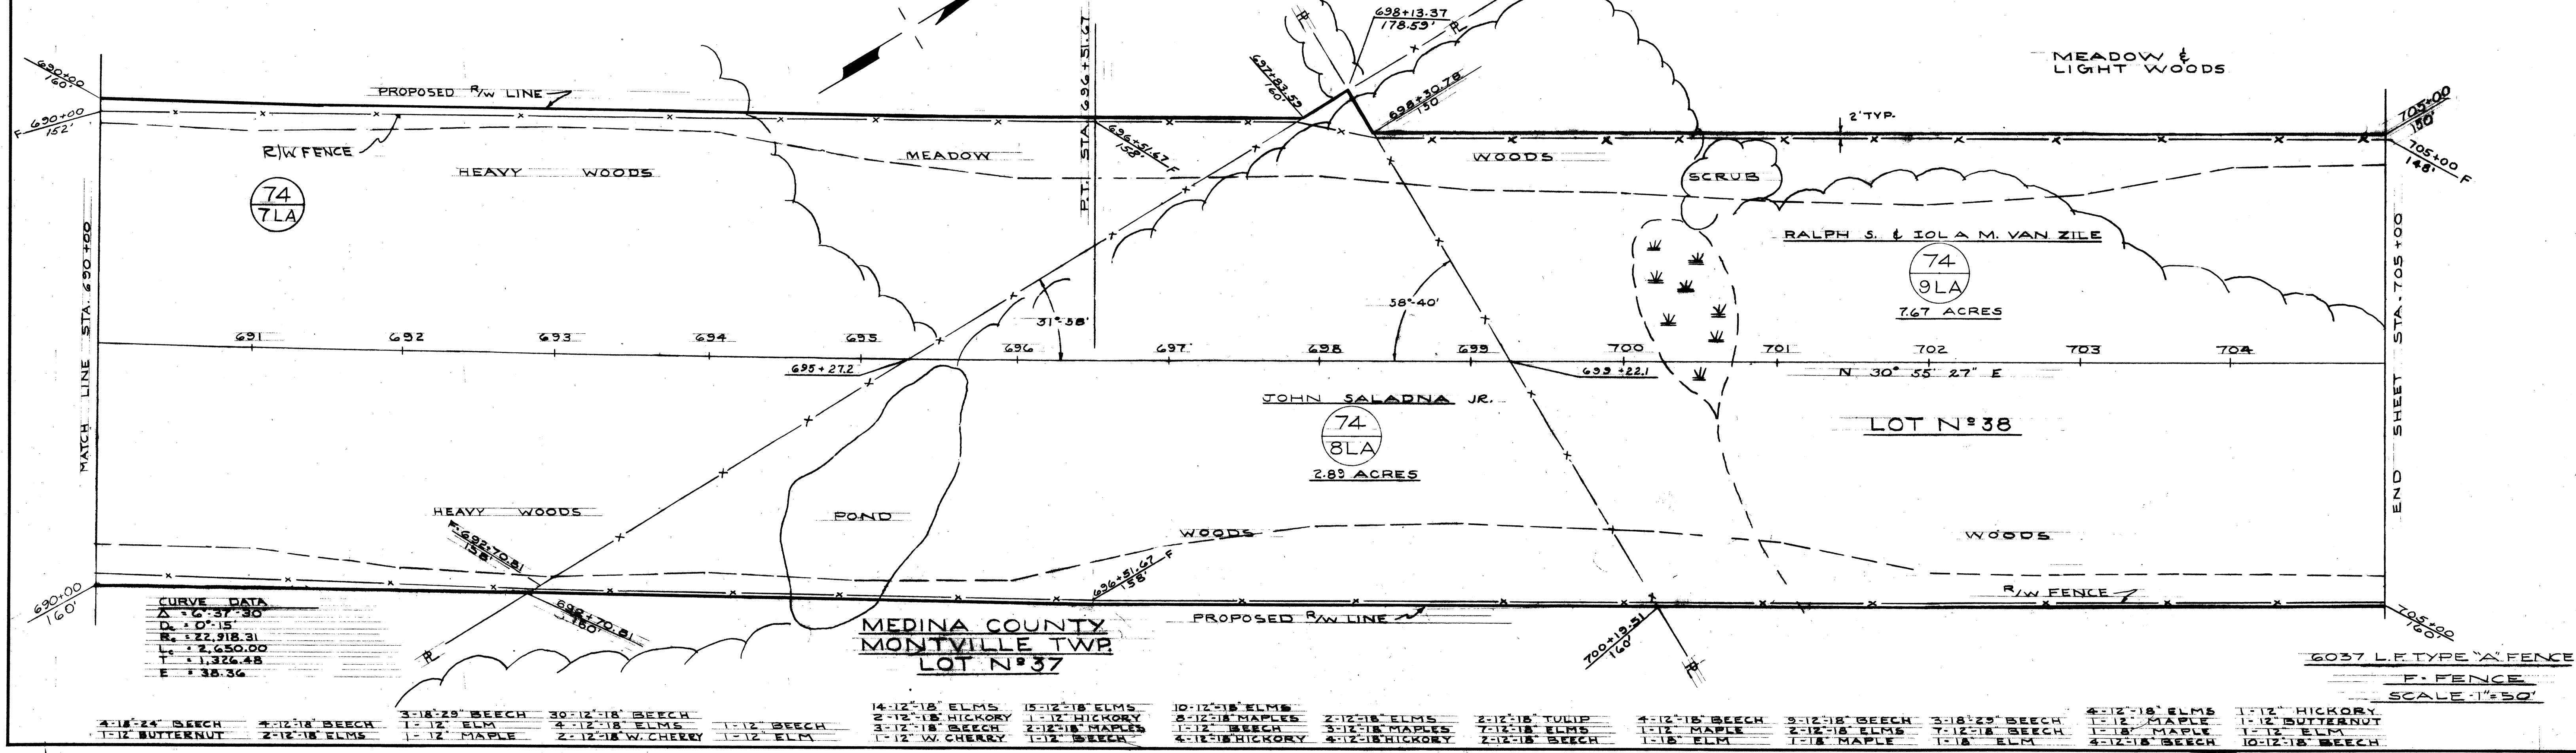 698+13.37
178.59'
MEADOW &
LIGHT WOODS
690+00
160'
F 690+00
152'
PROPOSED R/W LINE
R/W FENCE
HEAVY WOODS
74
7LA
MEADOW
P.T. STA. 696+51.67
696+51.67 F
158'
697+83.59
160'
698+30.78
150'
WOODS
2' TYP.
SCRUB
705+00
150'
705+00 F
148'
RALPH S. & IOLA M. VAN ZILE
74
9LA
7.67 ACRES
MATCH LINE STA. 690+00
END SHEET STA. 705+00
31°-58'
58°-40'
691 692 693 694 695 696 697 698 699 700 701 702 703 704
695+27.2
699+22.1
N 30° 55' 27" E
JOHN SALADNA JR.
74
8LA
2.89 ACRES
LOT Nº 38
HEAVY WOODS
POND
WOODS
WOODS
F-692+70.81
158'
692+70.81
160'
696+51.67 F
158'
690+00
160'
PROPOSED R/W LINE
R/W FENCE
700+19.51
160'
705+00
160'
CURVE DATA
Δ = 6°-37'-30"
Dc = 0°-15'
Rc = 22,918.31
Lc = 2,650.00
T = 1,326.48
E = 38.36
MEDINA COUNTY
MONTVILLE TWP.
LOT Nº 37
6037 L.F. TYPE "A" FENCE
F- FENCE
SCALE-1"=50'
14-12"-18" ELMS 15-12"-18" ELMS 10-12"-18" ELMS
3-18"-29" BEECH 30-12"-18" BEECH 2-12"-18" HICKORY 1-12" HICKORY 8-12"-18" MAPLES 2-12"-18" ELMS 2-12"-18" TULIP 4-12"-18" BEECH 9-12"-18" BEECH 3-18"-29" BEECH 4-12"-18" ELMS 1-12" HICKORY
4-18"-24" BEECH 4-12"-18" BEECH 1-12" ELM 4-12"-18" ELMS 1-12" BEECH 3-12"-18" BEECH 2-12"-18" MAPLES 1-12" BEECH 3-12"-18" MAPLES 7-12"-18" ELMS 1-12" MAPLE 2-12"-18" ELMS 7-12"-18" BEECH 1-12" MAPLE 1-12" BUTTERNUT
1-12" BUTTERNUT 2-12"-18" ELMS 1-12" MAPLE 2-12"-18" W. CHERRY 1-12" ELM 1-12" W. CHERRY 1-12" BEECH 4-12"-18" HICKORY 4-12"-18" HICKORY 2-12"-18" BEECH 1-18" ELM 1-18" MAPLE 1-18" ELM 1-18" MAPLE 1-12" ELM
4-12"-18" BEECH 10-12"-18" BEECH